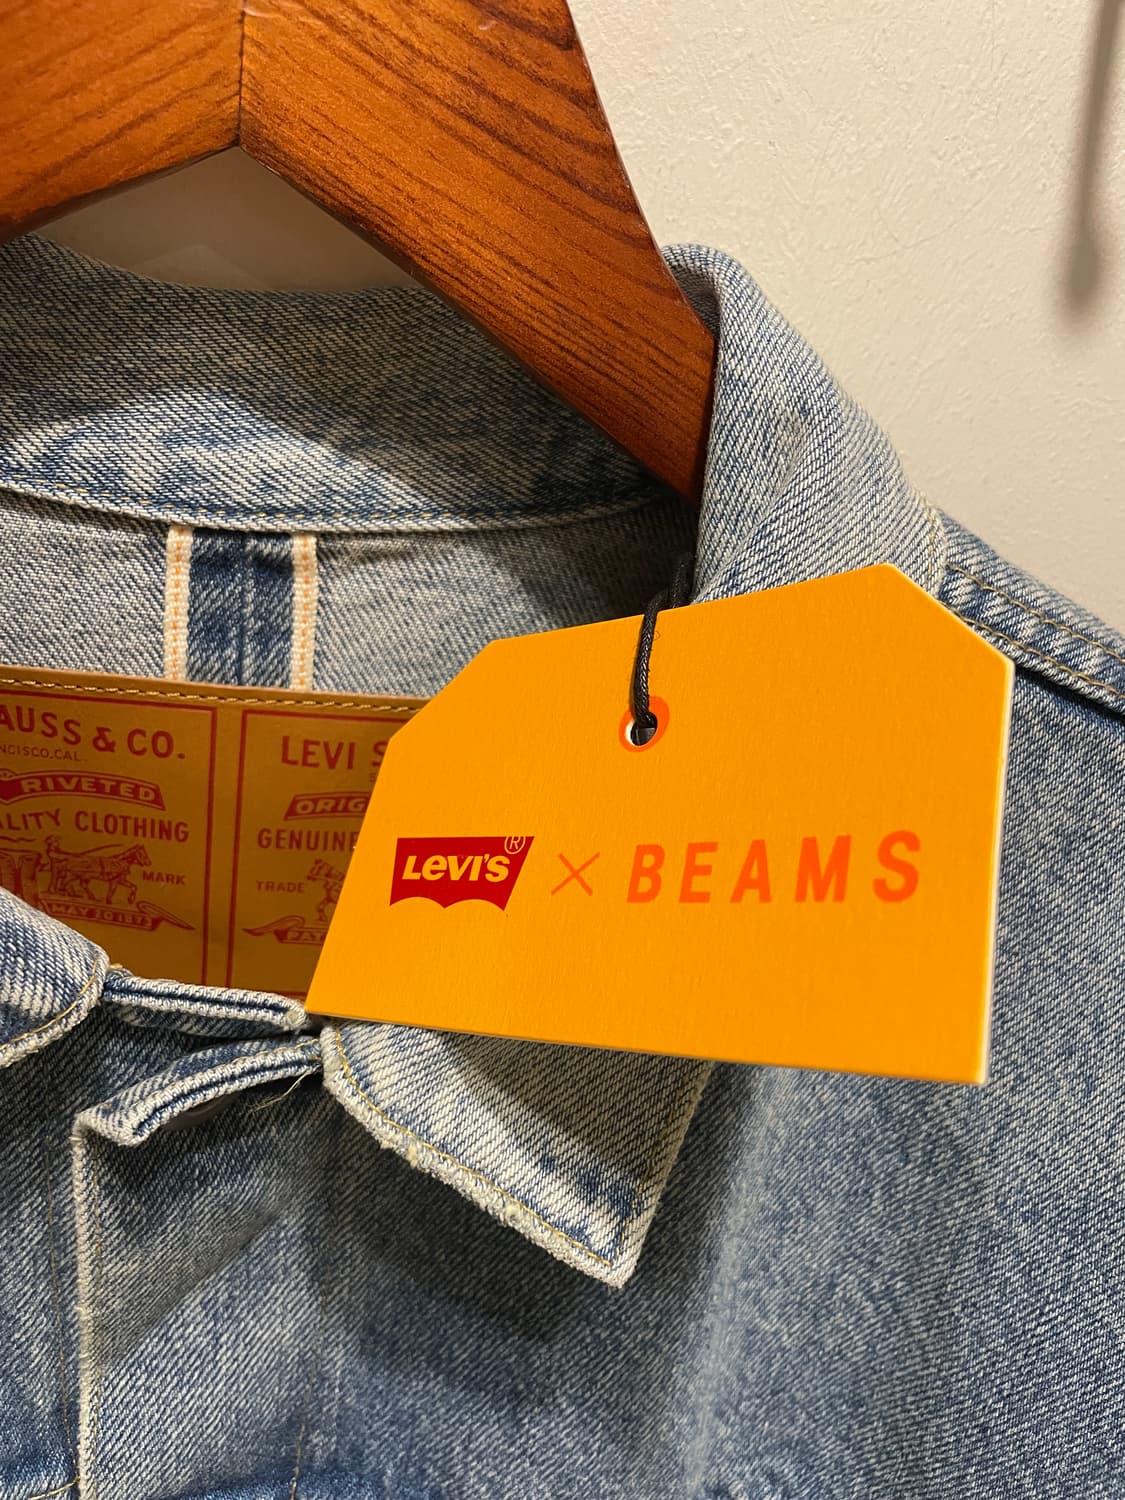 AUSS & CO.
NCISCO.CAL
RIVETED
ALITY CLOTHING
MARK
MAY 20 1873
LEVI S
ORIG
GENUINE
TRADE
PAT
LEVI'S® × BEAMS